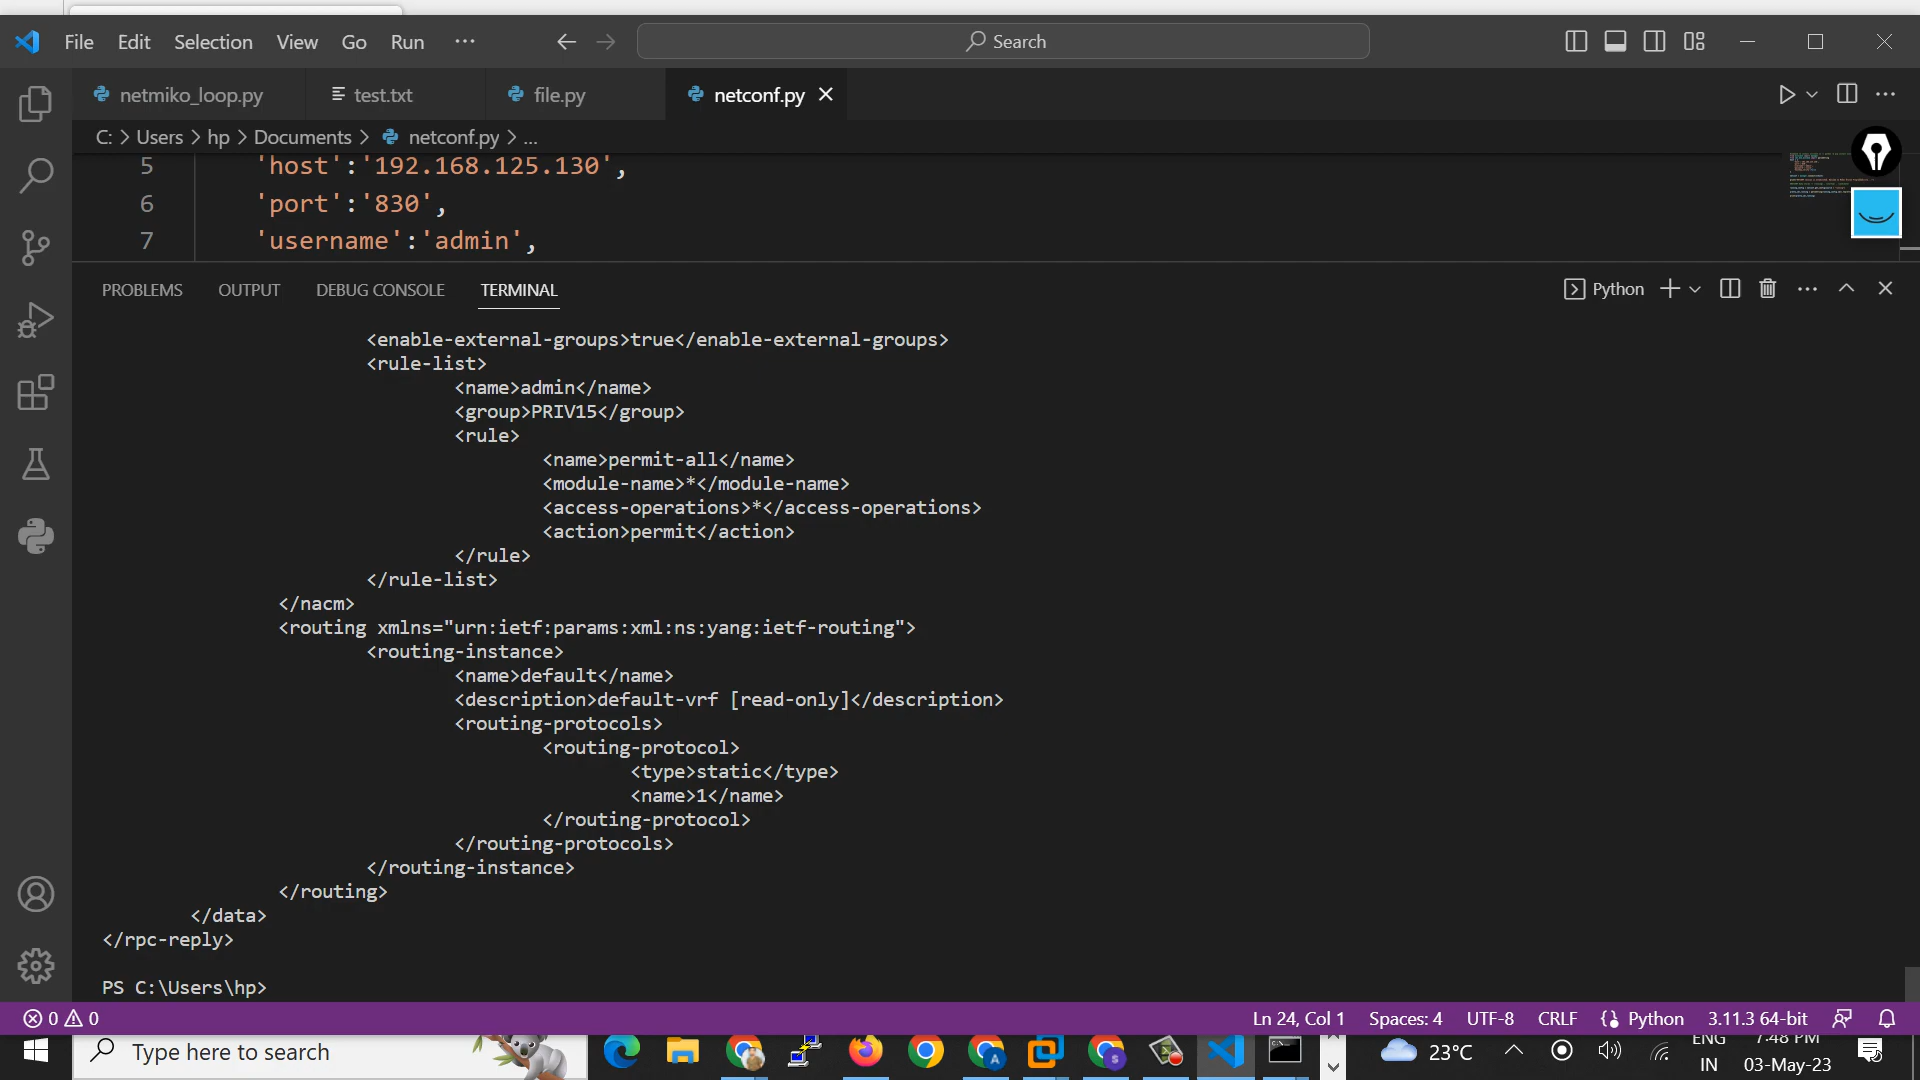 File Edit Selection View Go Run ··· Search
netmiko_loop.py test.txt file.py netconf.py
C: > Users > hp > Documents > netconf.py > ...
5 'host':'192.168.125.130',
6 'port':'830',
7 'username':'admin',
PROBLEMS OUTPUT DEBUG CONSOLE TERMINAL Python
<enable-external-groups>true</enable-external-groups>
<rule-list>
<name>admin</name>
<group>PRIV15</group>
<rule>
<name>permit-all</name>
<module-name>*</module-name>
<access-operations>*</access-operations>
<action>permit</action>
</rule>
</rule-list>
</nacm>
<routing xmlns="urn:ietf:params:xml:ns:yang:ietf-routing">
<routing-instance>
<name>default</name>
<description>default-vrf [read-only]</description>
<routing-protocols>
<routing-protocol>
<type>static</type>
<name>1</name>
</routing-protocol>
</routing-protocols>
</routing-instance>
</routing>
</data>
</rpc-reply>
PS C:\Users\hp>
0 0 Ln 24, Col 1 Spaces: 4 UTF-8 CRLF Python 3.11.3 64-bit
Type here to search 23°C ENG 7:48 PM
IN 03-May-23